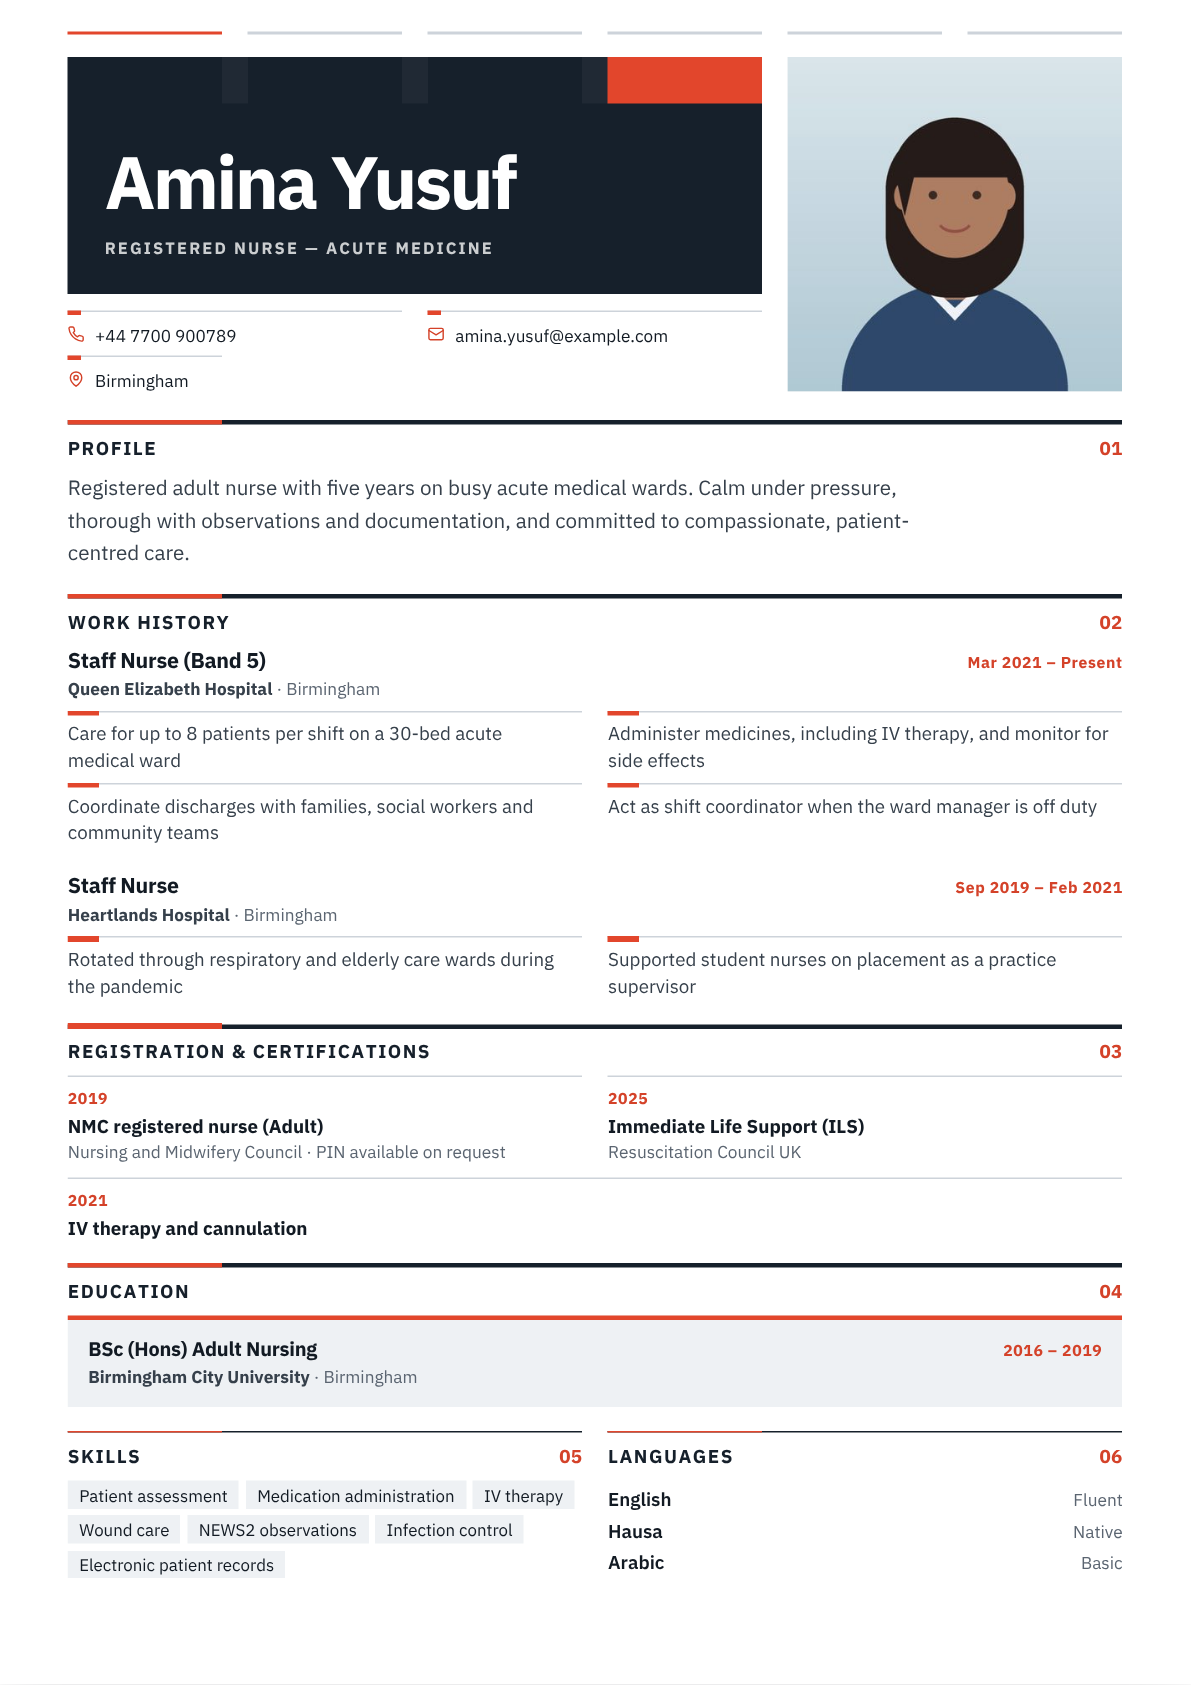 Amina Yusuf
REGISTERED NURSE — ACUTE MEDICINE
+44 7700 900789
amina.yusuf@example.com
Birmingham
PROFILE
01
Registered adult nurse with five years on busy acute medical wards. Calm under pressure,
thorough with observations and documentation, and committed to compassionate, patient-
centred care.
WORK HISTORY
02
Staff Nurse (Band 5)
Mar 2021 – Present
Queen Elizabeth Hospital · Birmingham
Care for up to 8 patients per shift on a 30-bed acute
medical ward
Administer medicines, including IV therapy, and monitor for
side effects
Coordinate discharges with families, social workers and
community teams
Act as shift coordinator when the ward manager is off duty
Staff Nurse
Sep 2019 – Feb 2021
Heartlands Hospital · Birmingham
Rotated through respiratory and elderly care wards during
the pandemic
Supported student nurses on placement as a practice
supervisor
REGISTRATION & CERTIFICATIONS
03
2019
NMC registered nurse (Adult)
Nursing and Midwifery Council · PIN available on request
2025
Immediate Life Support (ILS)
Resuscitation Council UK
2021
IV therapy and cannulation
EDUCATION
04
BSc (Hons) Adult Nursing
2016 – 2019
Birmingham City University · Birmingham
SKILLS
05
Patient assessment
Medication administration
IV therapy
Wound care
NEWS2 observations
Infection control
Electronic patient records
LANGUAGES
06
English
Fluent
Hausa
Native
Arabic
Basic